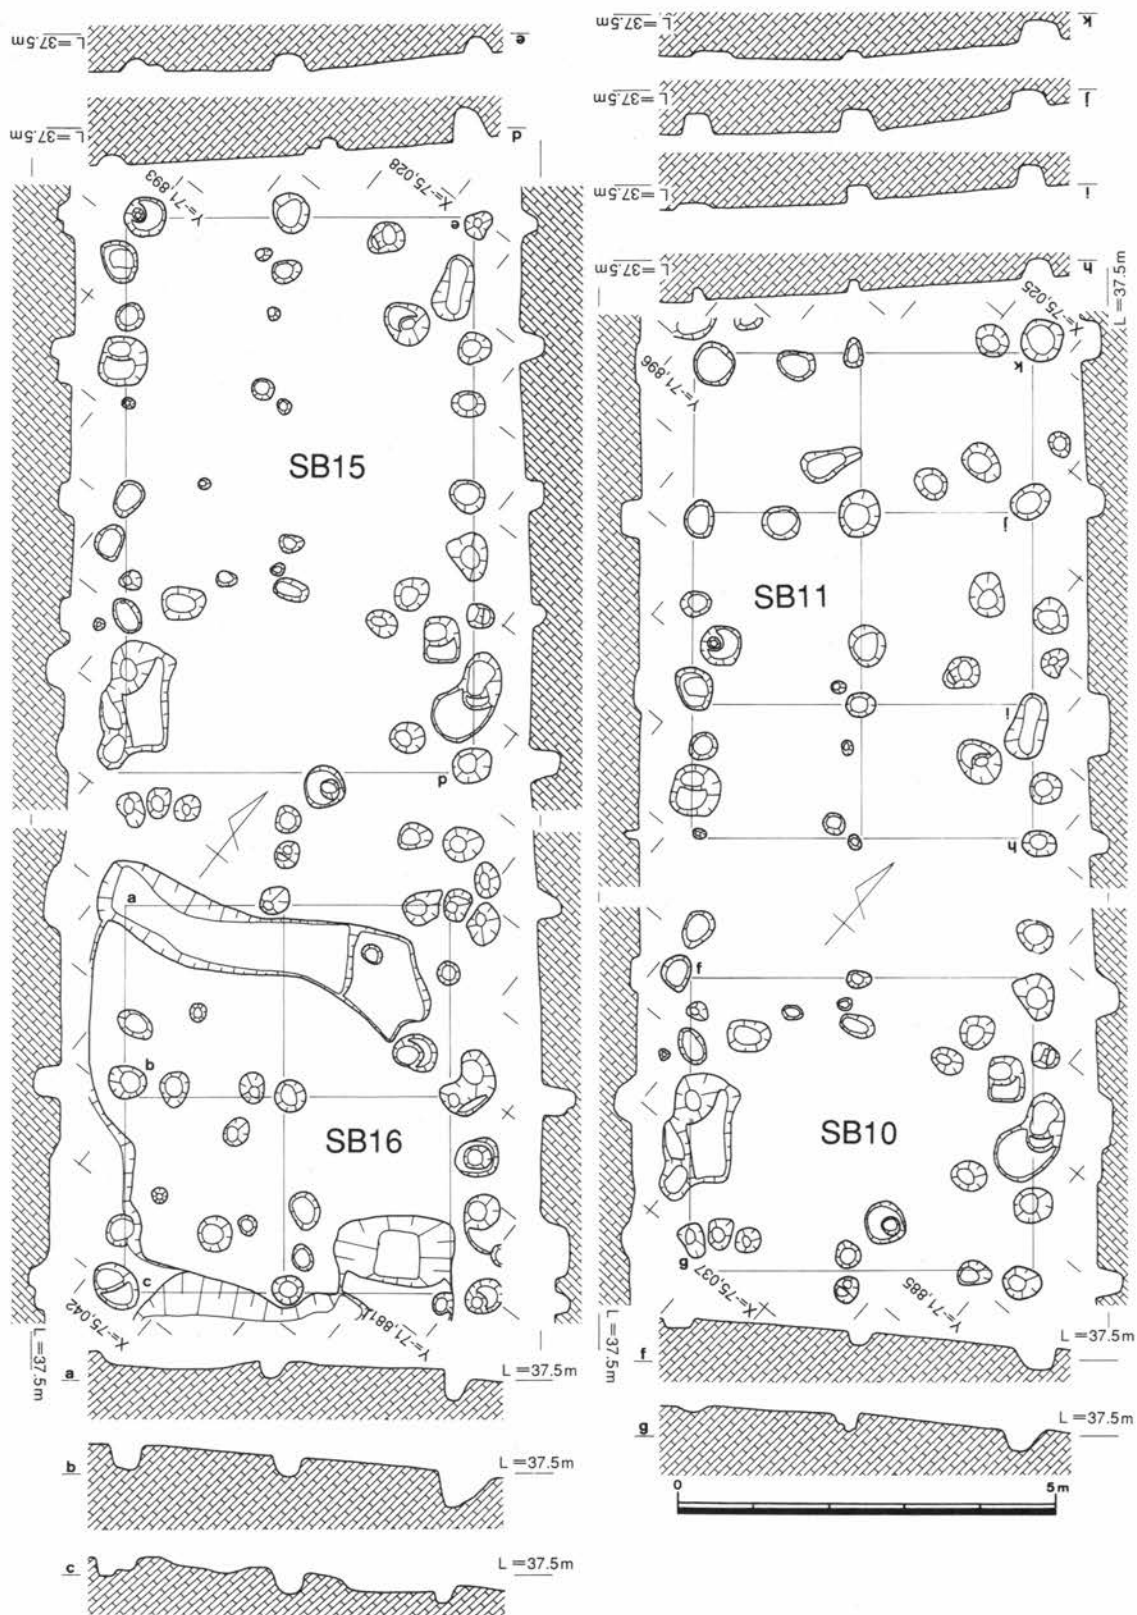 L=37.5m
e
L=37.5m
d
Y=-71,893
X=-75,028
e
SB15
d
a
b
SB16
c
X=-75,042
Y=-71,881
L=37.5m
a
L=37.5m
b
L=37.5m
c
L=37.5m
L=37.5m
k
L=37.5m
j
L=37.5m
i
L=37.5m
h
L=37.5m
X=-75,025
Y=-71,896
k
j
SB11
i
h
f
SB10
g
X=-75,037
Y=-71,885
L=37.5m
f
L=37.5m
g
L=37.5m
0
5m